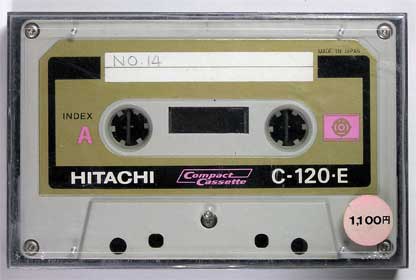 NO.14
MADE IN JAPAN
INDEX
A
HITACHI
Compact
Cassette
C-120·E
1,100円